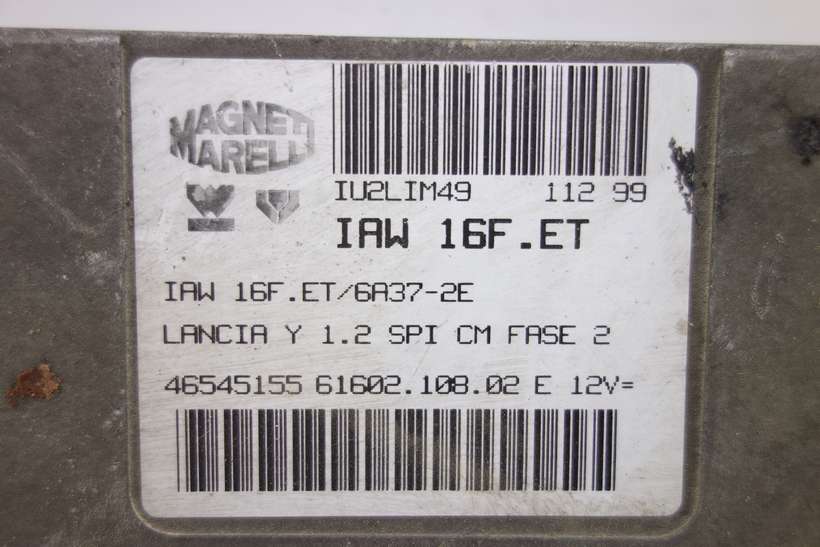 MAGNETI
MARELLI
IU2LIM49 112 99
IAW 16F.ET
IAW 16F.ET/6A37-2E
LANCIA Y 1.2 SPI CM FASE 2
46545155 61602.108.02 E 12V=